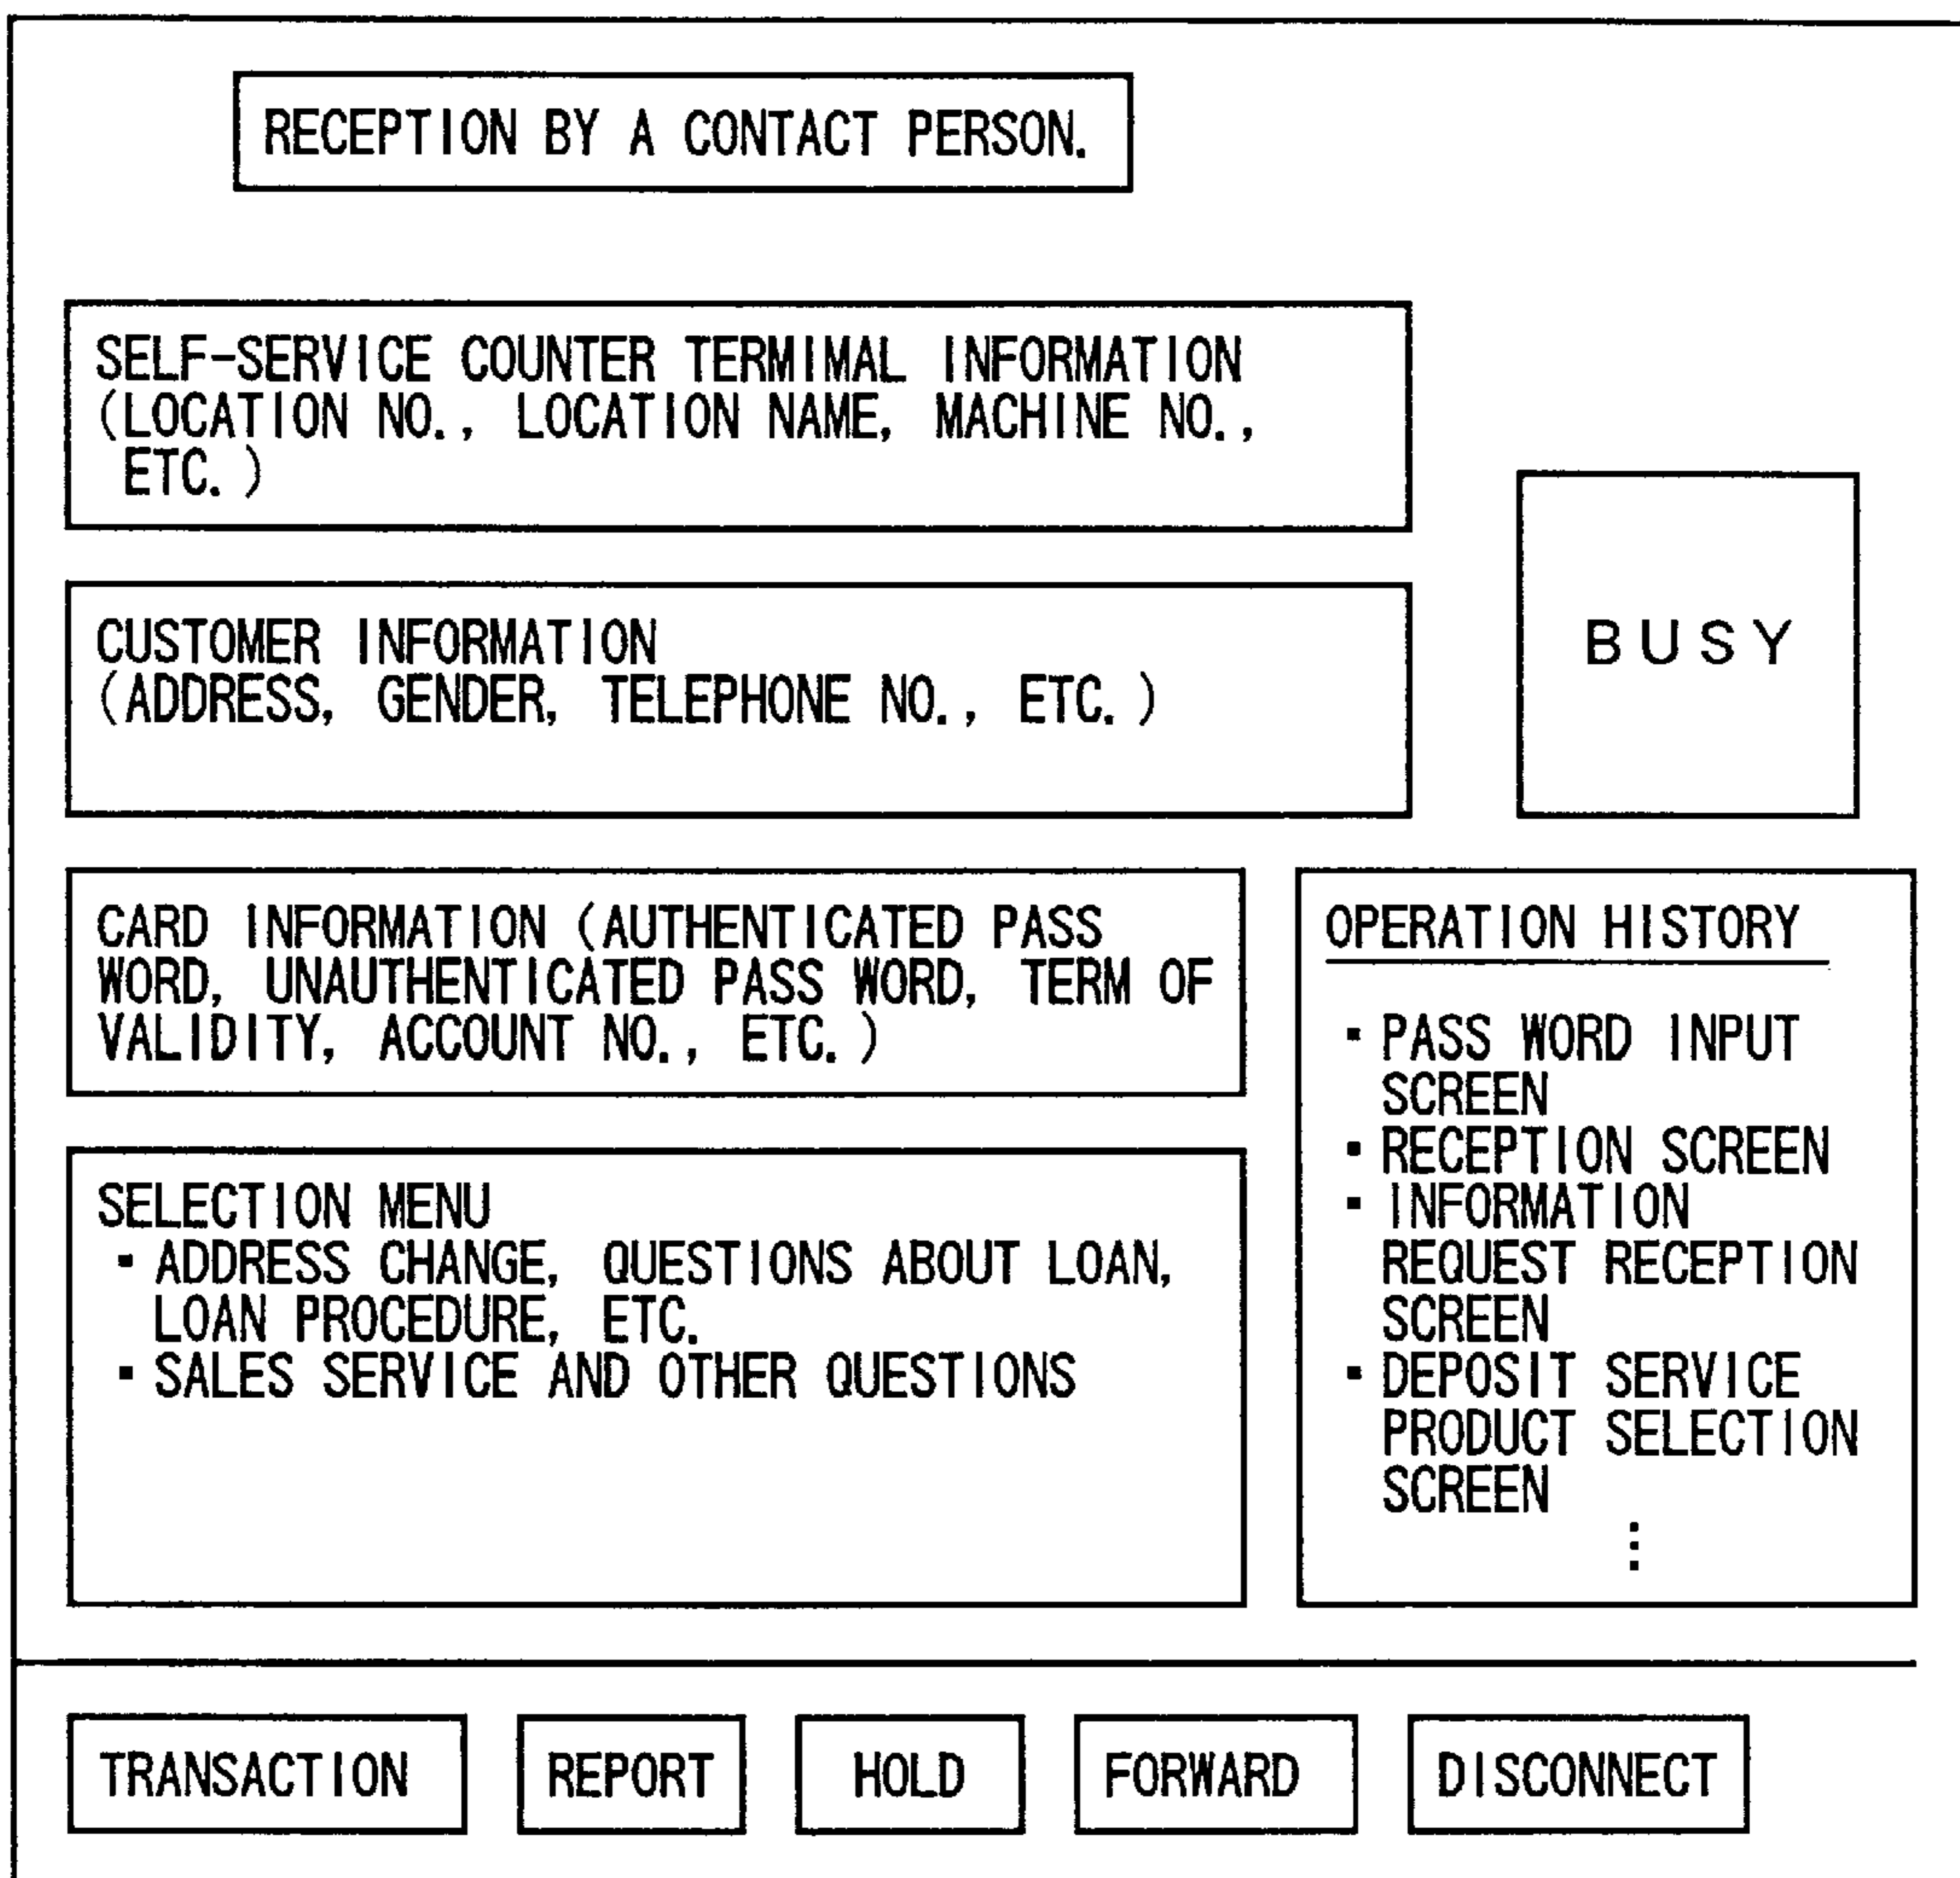 RECEPTION BY A CONTACT PERSON.
SELF-SERVICE COUNTER TERMIMAL INFORMATION
(LOCATION NO., LOCATION NAME, MACHINE NO.,
ETC.)
CUSTOMER INFORMATION
(ADDRESS, GENDER, TELEPHONE NO., ETC.)
BUSY
CARD INFORMATION (AUTHENTICATED PASS
WORD, UNAUTHENTICATED PASS WORD, TERM OF
VALIDITY, ACCOUNT NO., ETC.)
SELECTION MENU
▪ ADDRESS CHANGE, QUESTIONS ABOUT LOAN,
LOAN PROCEDURE, ETC.
▪ SALES SERVICE AND OTHER QUESTIONS
OPERATION HISTORY
▪ PASS WORD INPUT
SCREEN
▪ RECEPTION SCREEN
▪ INFORMATION
REQUEST RECEPTION
SCREEN
▪ DEPOSIT SERVICE
PRODUCT SELECTION
SCREEN
⋮
TRANSACTION
REPORT
HOLD
FORWARD
DISCONNECT